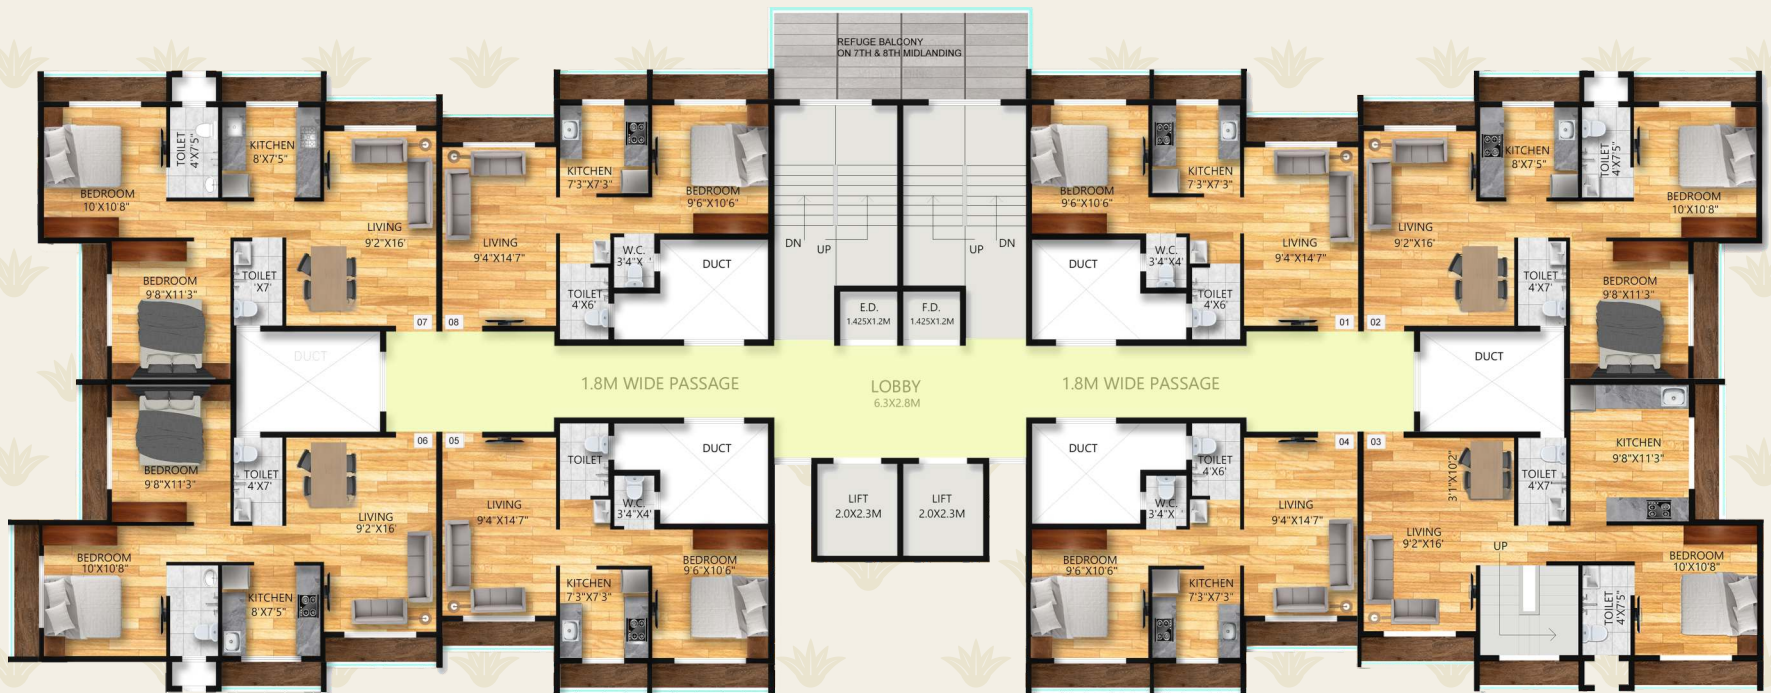 REFUGE BALCONY
ON 7TH & 8TH MIDLANDING
TOILET
4'X7'5"
KITCHEN
8'X7'5"
BEDROOM
10'X10'8"
LIVING
9'2"X16'
BEDROOM
9'8"X11'3"
TOILET
'X7'
07
DUCT
KITCHEN
7'3"X7'3"
BEDROOM
9'6"X10'6"
LIVING
9'4"X14'7"
W.C.
3'4"X
TOILET
4'X6'
DUCT
08
DN
UP
UP
DN
E.D.
1.425X1.2M
F.D.
1.425X1.2M
BEDROOM
9'6"X10'6"
KITCHEN
7'3"X7'3"
LIVING
9'4"X14'7"
W.C.
3'4"X4'
TOILET
4'X6'
DUCT
01
02
KITCHEN
8'X7'5"
TOILET
4'X7'5"
BEDROOM
10'X10'8"
LIVING
9'2"X16'
TOILET
4'X7'
BEDROOM
9'8"X11'3"
DUCT
1.8M WIDE PASSAGE
LOBBY
6.3X2.8M
1.8M WIDE PASSAGE
06
05
BEDROOM
9'8"X11'3"
TOILET
4'X7'
LIVING
9'2"X16'
BEDROOM
10'X10'8"
KITCHEN
8'X7'5"
TOILET
DUCT
W.C.
3'4"X4'
LIVING
9'4"X14'7"
KITCHEN
7'3"X7'3"
BEDROOM
9'6"X10'6"
LIFT
2.0X2.3M
LIFT
2.0X2.3M
DUCT
TOILET
4'X6'
W.C.
3'4"X
LIVING
9'4"X14'7"
BEDROOM
9'6"X10'6"
KITCHEN
7'3"X7'3"
04
03
3'1"X10'2"
TOILET
4'X7'
KITCHEN
9'8"X11'3"
LIVING
9'2"X16'
UP
BEDROOM
10'X10'8"
TOILET
4'X7'5"